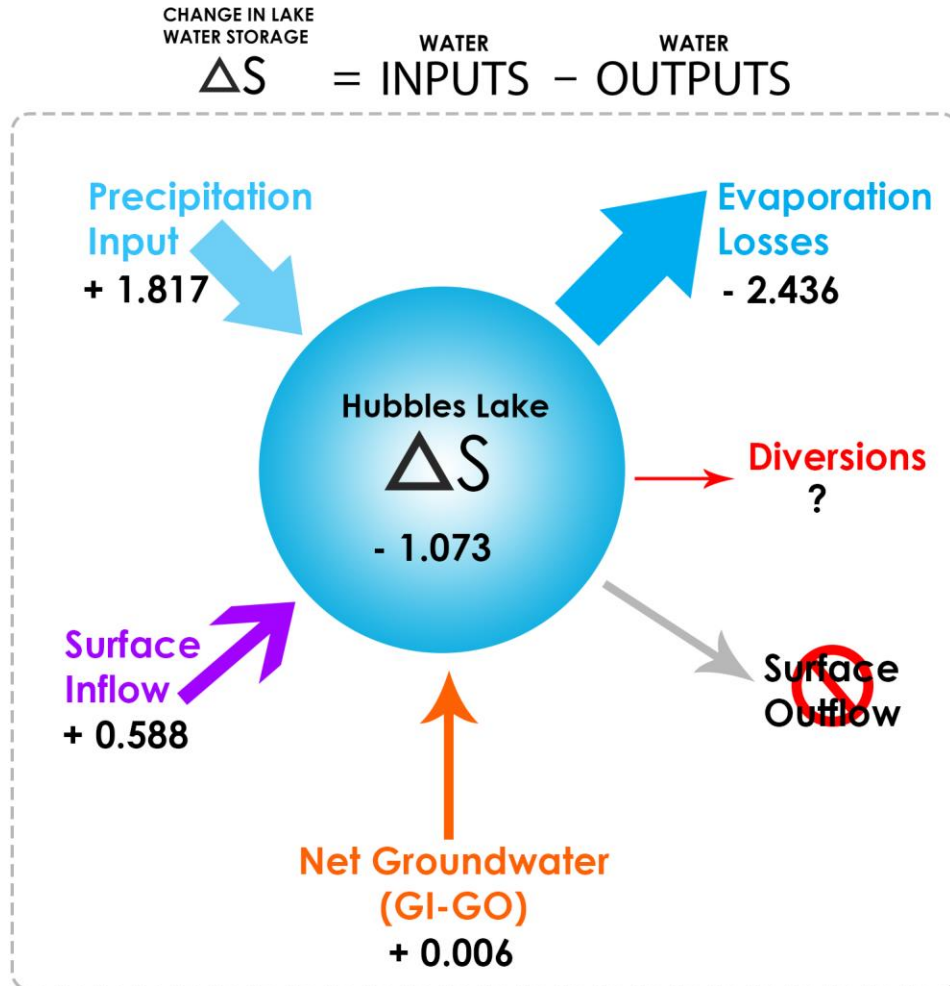 CHANGE IN LAKE
WATER STORAGE
ΔS = INPUTS − OUTPUTS
WATER
WATER
Precipitation
Input
+ 1.817
Evaporation
Losses
- 2.436
Hubbles Lake
ΔS
- 1.073
Diversions
?
Surface
Inflow
+ 0.588
Surface
Outflow
Net Groundwater
(GI-GO)
+ 0.006